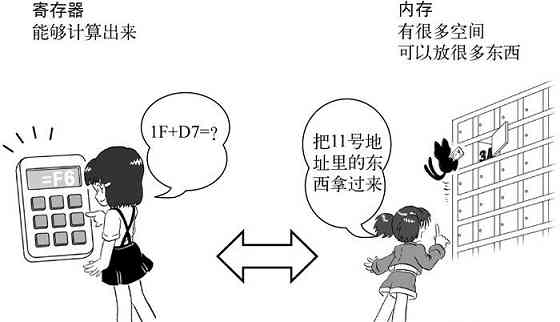 寄存器
能够计算出来
内存
有很多空间
可以放很多东西
1F+D7=?
=F6
把11号地
址里的东
西拿过来